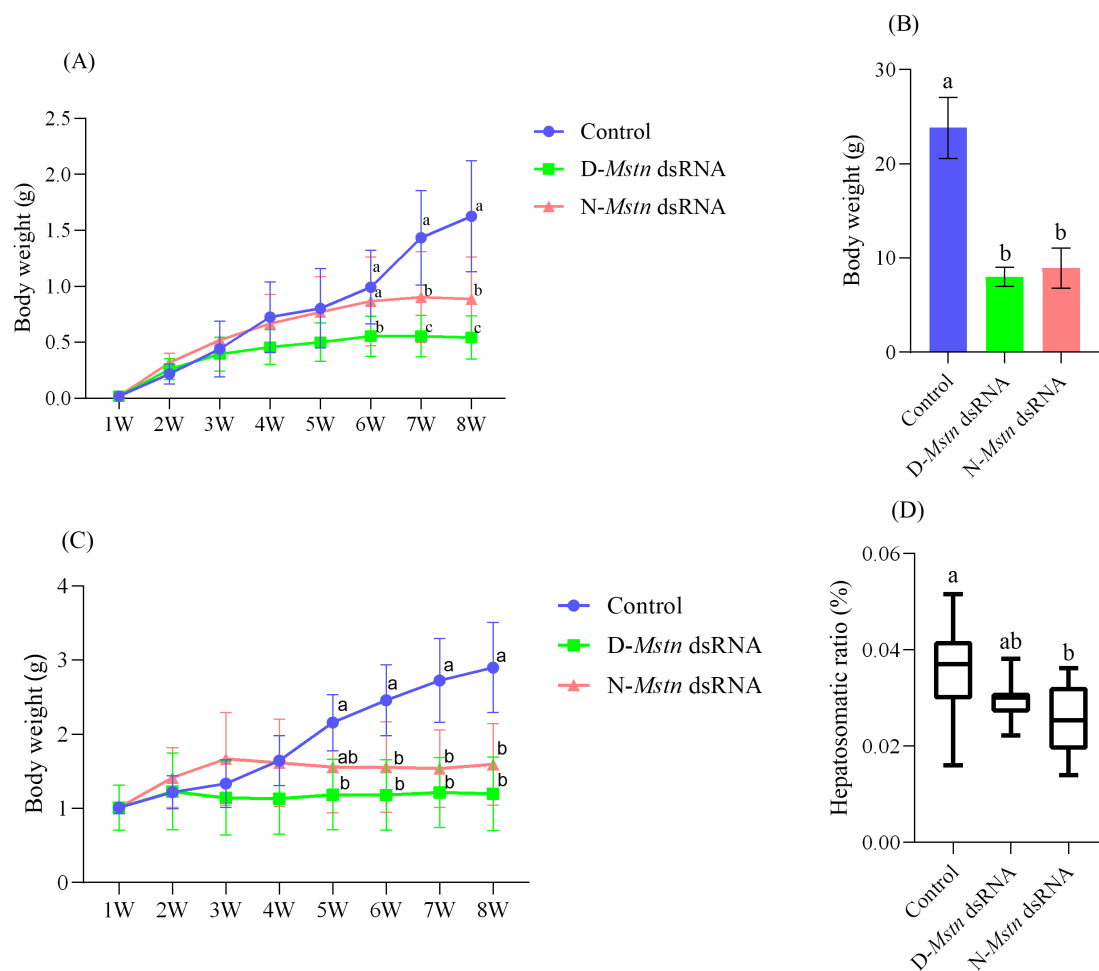 (A)
Body weight (g)
2.5
2.0
1.5
1.0
0.5
0.0
1W 2W 3W 4W 5W 6W 7W 8W
a
a
b
a
b
c
a
b
c
Control
D-Mstn dsRNA
N-Mstn dsRNA
(B)
Body weight (g)
30
20
10
0
a
b
b
Control
D-Mstn dsRNA
N-Mstn dsRNA
(C)
Body weight (g)
4
3
2
1
0
1W 2W 3W 4W 5W 6W 7W 8W
a
ab
b
a
b
b
a
b
b
a
b
b
Control
D-Mstn dsRNA
N-Mstn dsRNA
(D)
Hepatosomatic ratio (%)
0.06
0.04
0.02
0.00
a
ab
b
Control
D-Mstn dsRNA
N-Mstn dsRNA